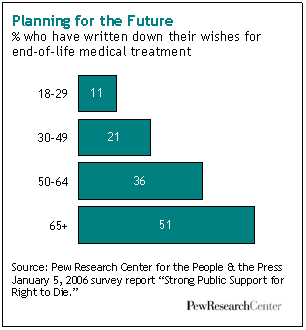 Planning for the Future
% who have written down their wishes for
end-of-life medical treatment
18-29 11
30-49 21
50-64 36
65+ 51
Source: Pew Research Center for the People & the Press
January 5, 2006 survey report “Strong Public Support for
Right to Die.”
PewResearchCenter